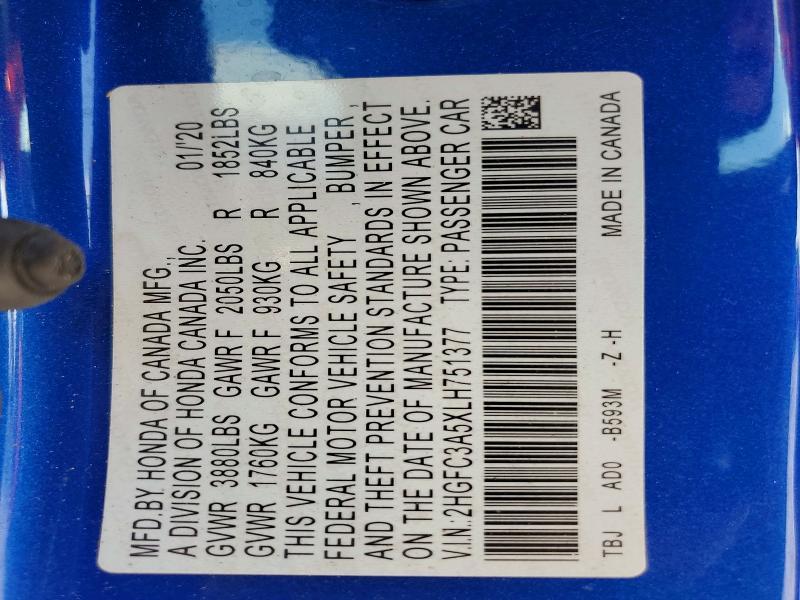 MFD.BY HONDA OF CANADA MFG.,
A DIVISION OF HONDA CANADA INC. 01/'20
GVWR 3880LBS GAWR F 2050LBS R 1852LBS
GVWR 1760KG GAWR F 930KG R 840KG
THIS VEHICLE CONFORMS TO ALL APPLICABLE
FEDERAL MOTOR VEHICLE SAFETY , BUMPER ,
AND THEFT PREVENTION STANDARDS IN EFFECT
ON THE DATE OF MANUFACTURE SHOWN ABOVE.
V.I.N.:2HGFC3A5XLH751377 TYPE: PASSENGER CAR
TBJ L AD0 -B593M -Z -H MADE IN CANADA